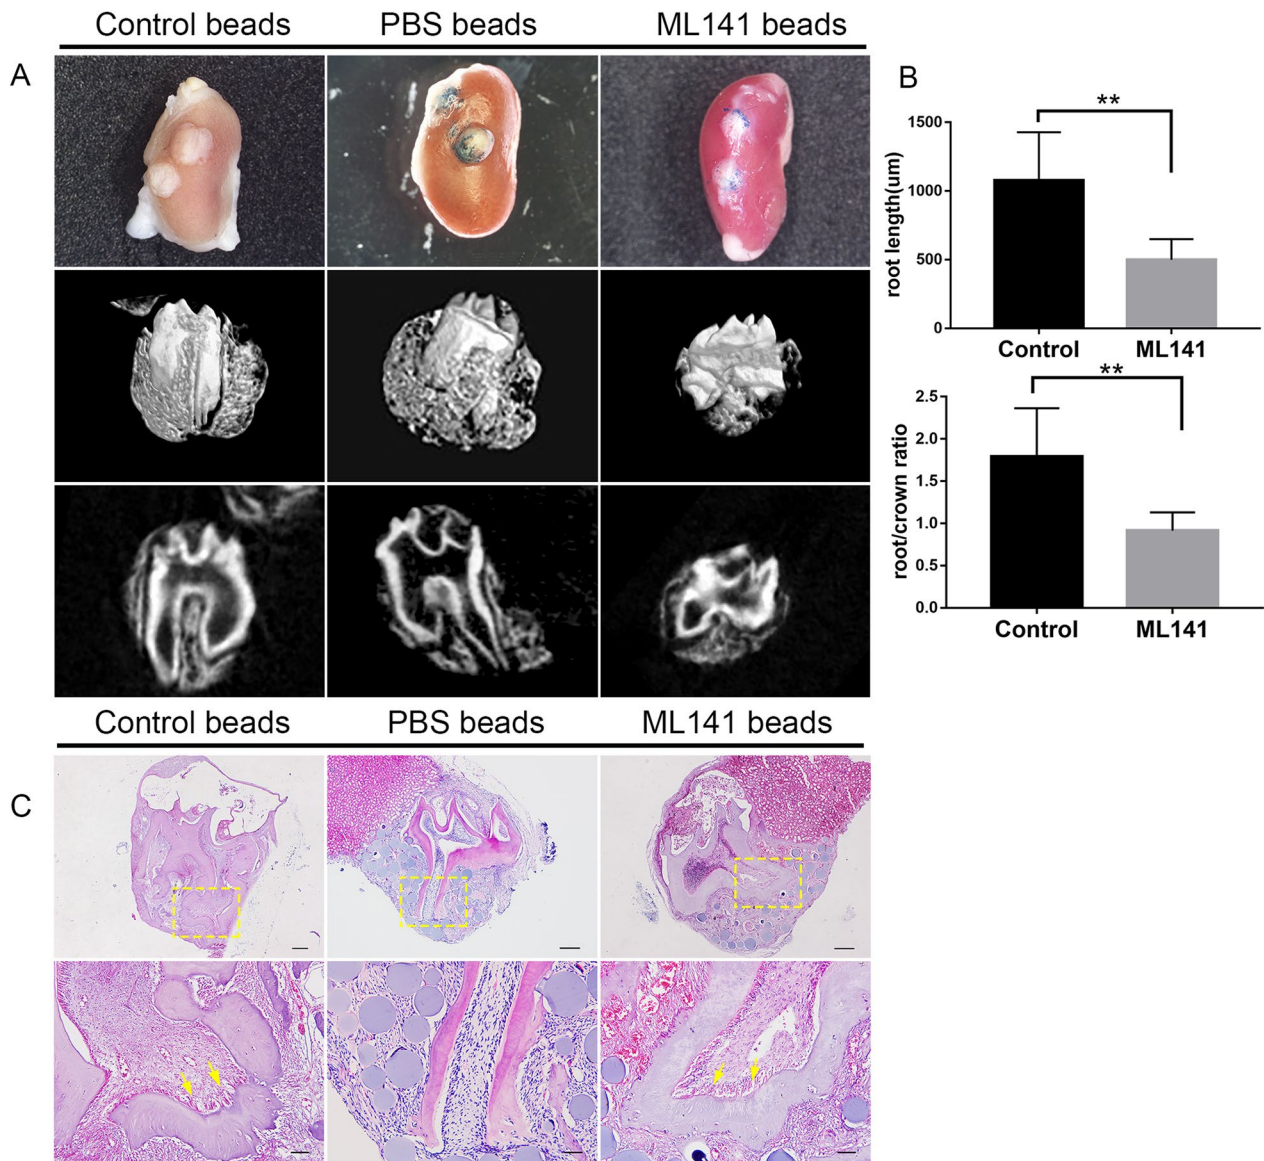 Control beads PBS beads ML141 beads
A
B
**
1500
1000
500
0
root length(um)
Control ML141
**
2.5
2.0
1.5
1.0
0.5
0.0
root/crown ratio
Control ML141
Control beads PBS beads ML141 beads
C